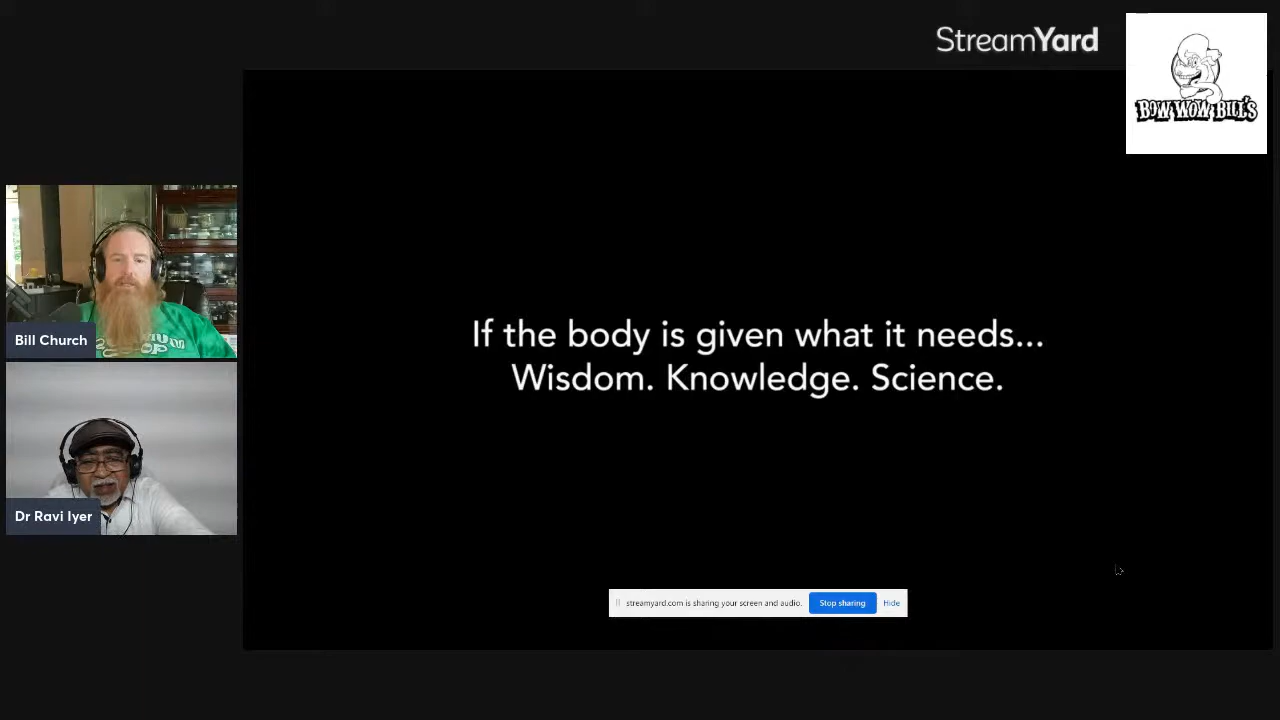 StreamYard
BOW WOW BILL'S
Bill Church
Dr Ravi Iyer
If the body is given what it needs...
Wisdom. Knowledge. Science.
streamyard.com is sharing your screen and audio.
Stop sharing
Hide